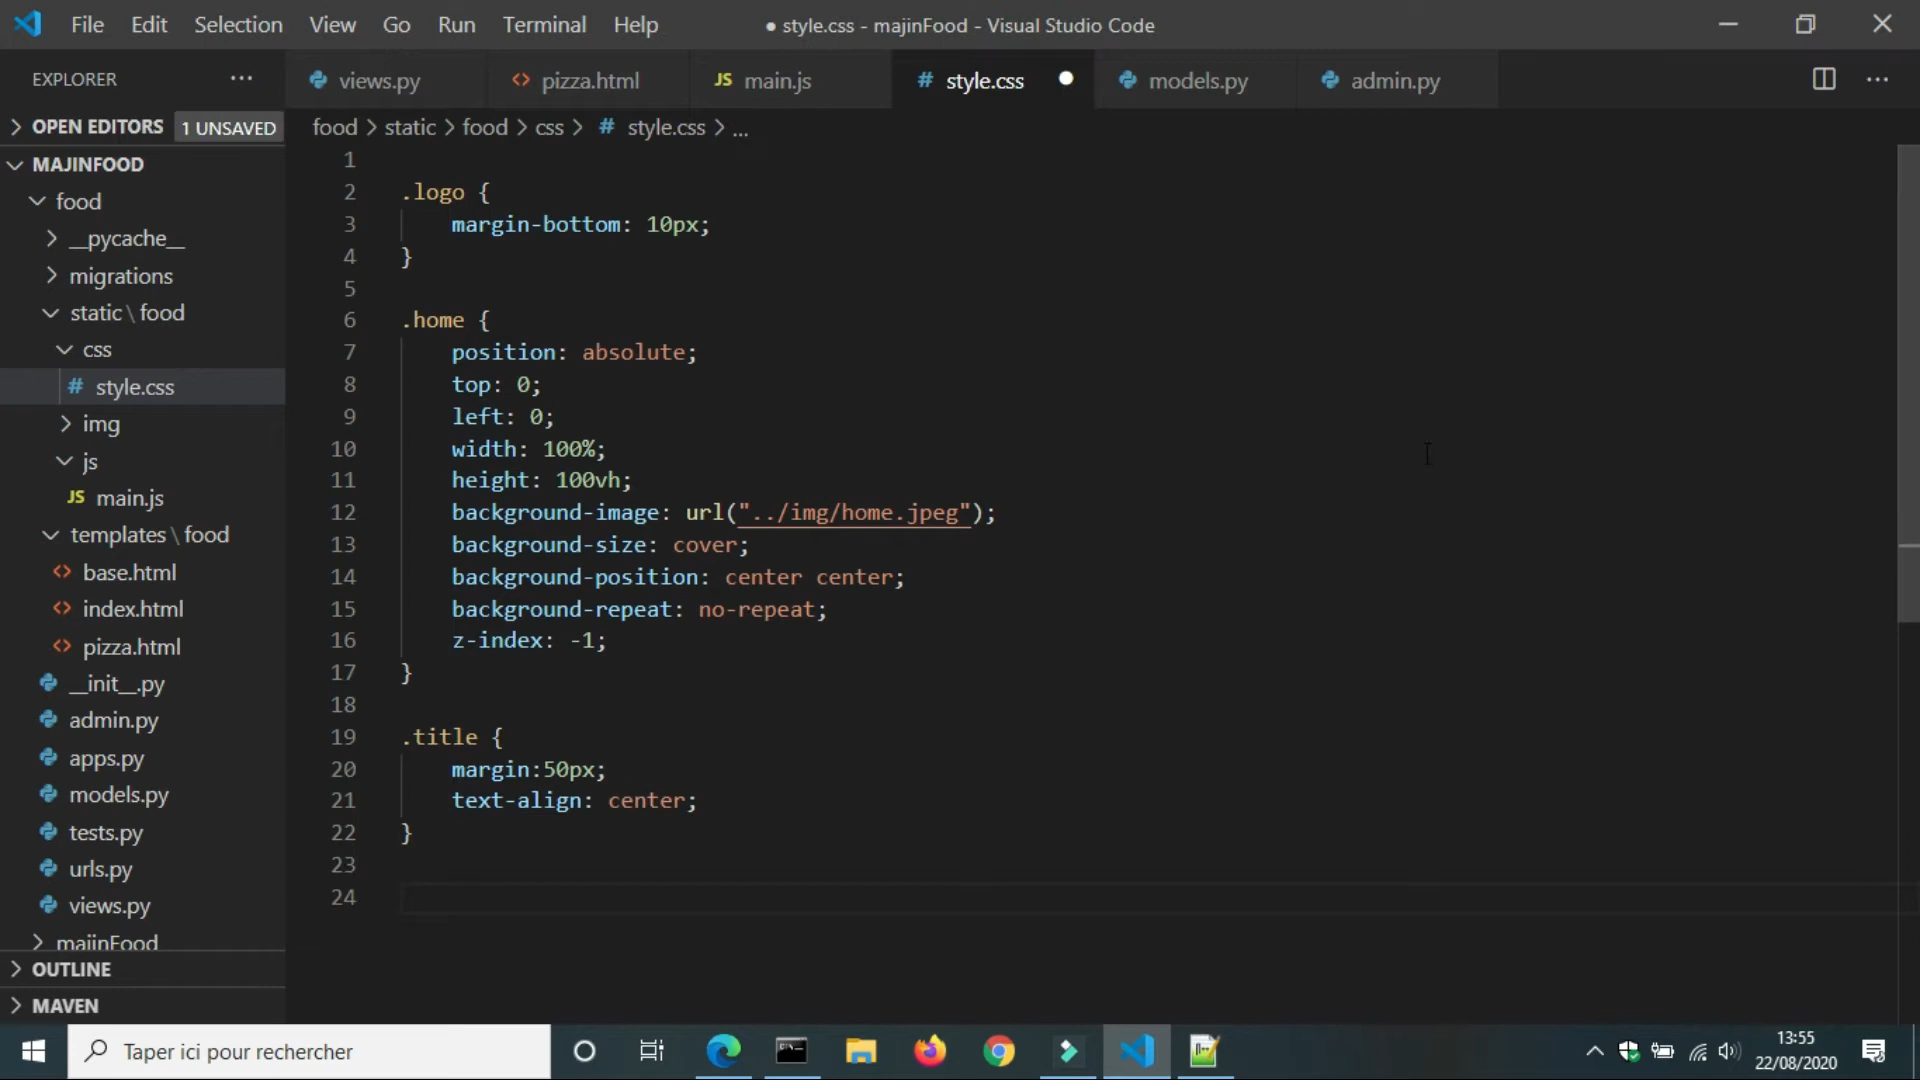 File Edit Selection View Go Run Terminal Help
● style.css - majinFood - Visual Studio Code
EXPLORER ···
views.py
<> pizza.html
JS main.js
# style.css ●
models.py
admin.py
···
> OPEN EDITORS 1 UNSAVED
food > static > food > css > # style.css > ...
MAJINFOOD
food
__pycache__
migrations
static \ food
css
# style.css
img
js
JS main.js
templates \ food
<> base.html
<> index.html
<> pizza.html
__init__.py
admin.py
apps.py
models.py
tests.py
urls.py
views.py
majinFood
OUTLINE
MAVEN
1
2 .logo {
3 margin-bottom: 10px;
4 }
5
6 .home {
7 position: absolute;
8 top: 0;
9 left: 0;
10 width: 100%;
11 height: 100vh;
12 background-image: url("../img/home.jpeg");
13 background-size: cover;
14 background-position: center center;
15 background-repeat: no-repeat;
16 z-index: -1;
17 }
18
19 .title {
20 margin:50px;
21 text-align: center;
22 }
23
24
Taper ici pour rechercher
13:55
22/08/2020